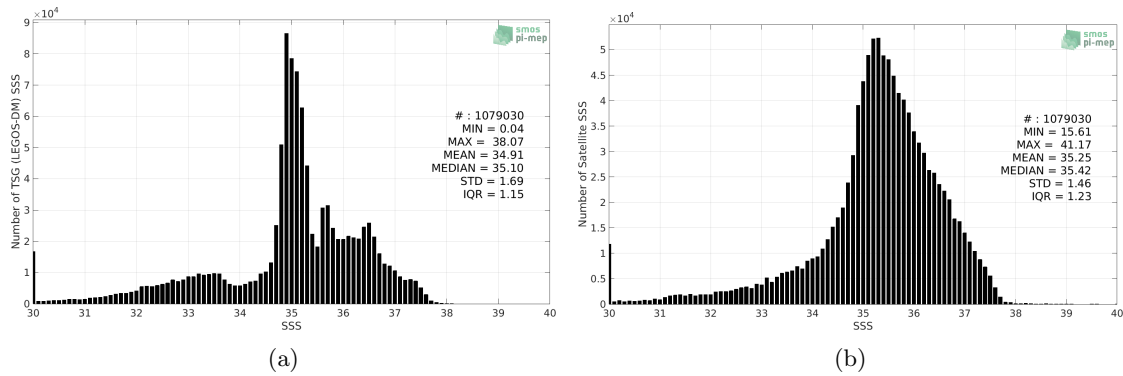 ×10⁴
9
8
7
6
5
4
3
2
1
0
Number of TSG (LEGOS-DM) SSS
smos
pi-mep
# : 1079030
MIN = 0.04
MAX = 38.07
MEAN = 34.91
MEDIAN = 35.10
STD = 1.69
IQR = 1.15
30 31 32 33 34 35 36 37 38 39 40
SSS
(a)
×10⁴
5
4.5
4
3.5
3
2.5
2
1.5
1
0.5
0
Number of Satellite SSS
smos
pi-mep
# : 1079030
MIN = 15.61
MAX = 41.17
MEAN = 35.25
MEDIAN = 35.42
STD = 1.46
IQR = 1.23
30 31 32 33 34 35 36 37 38 39 40
SSS
(b)